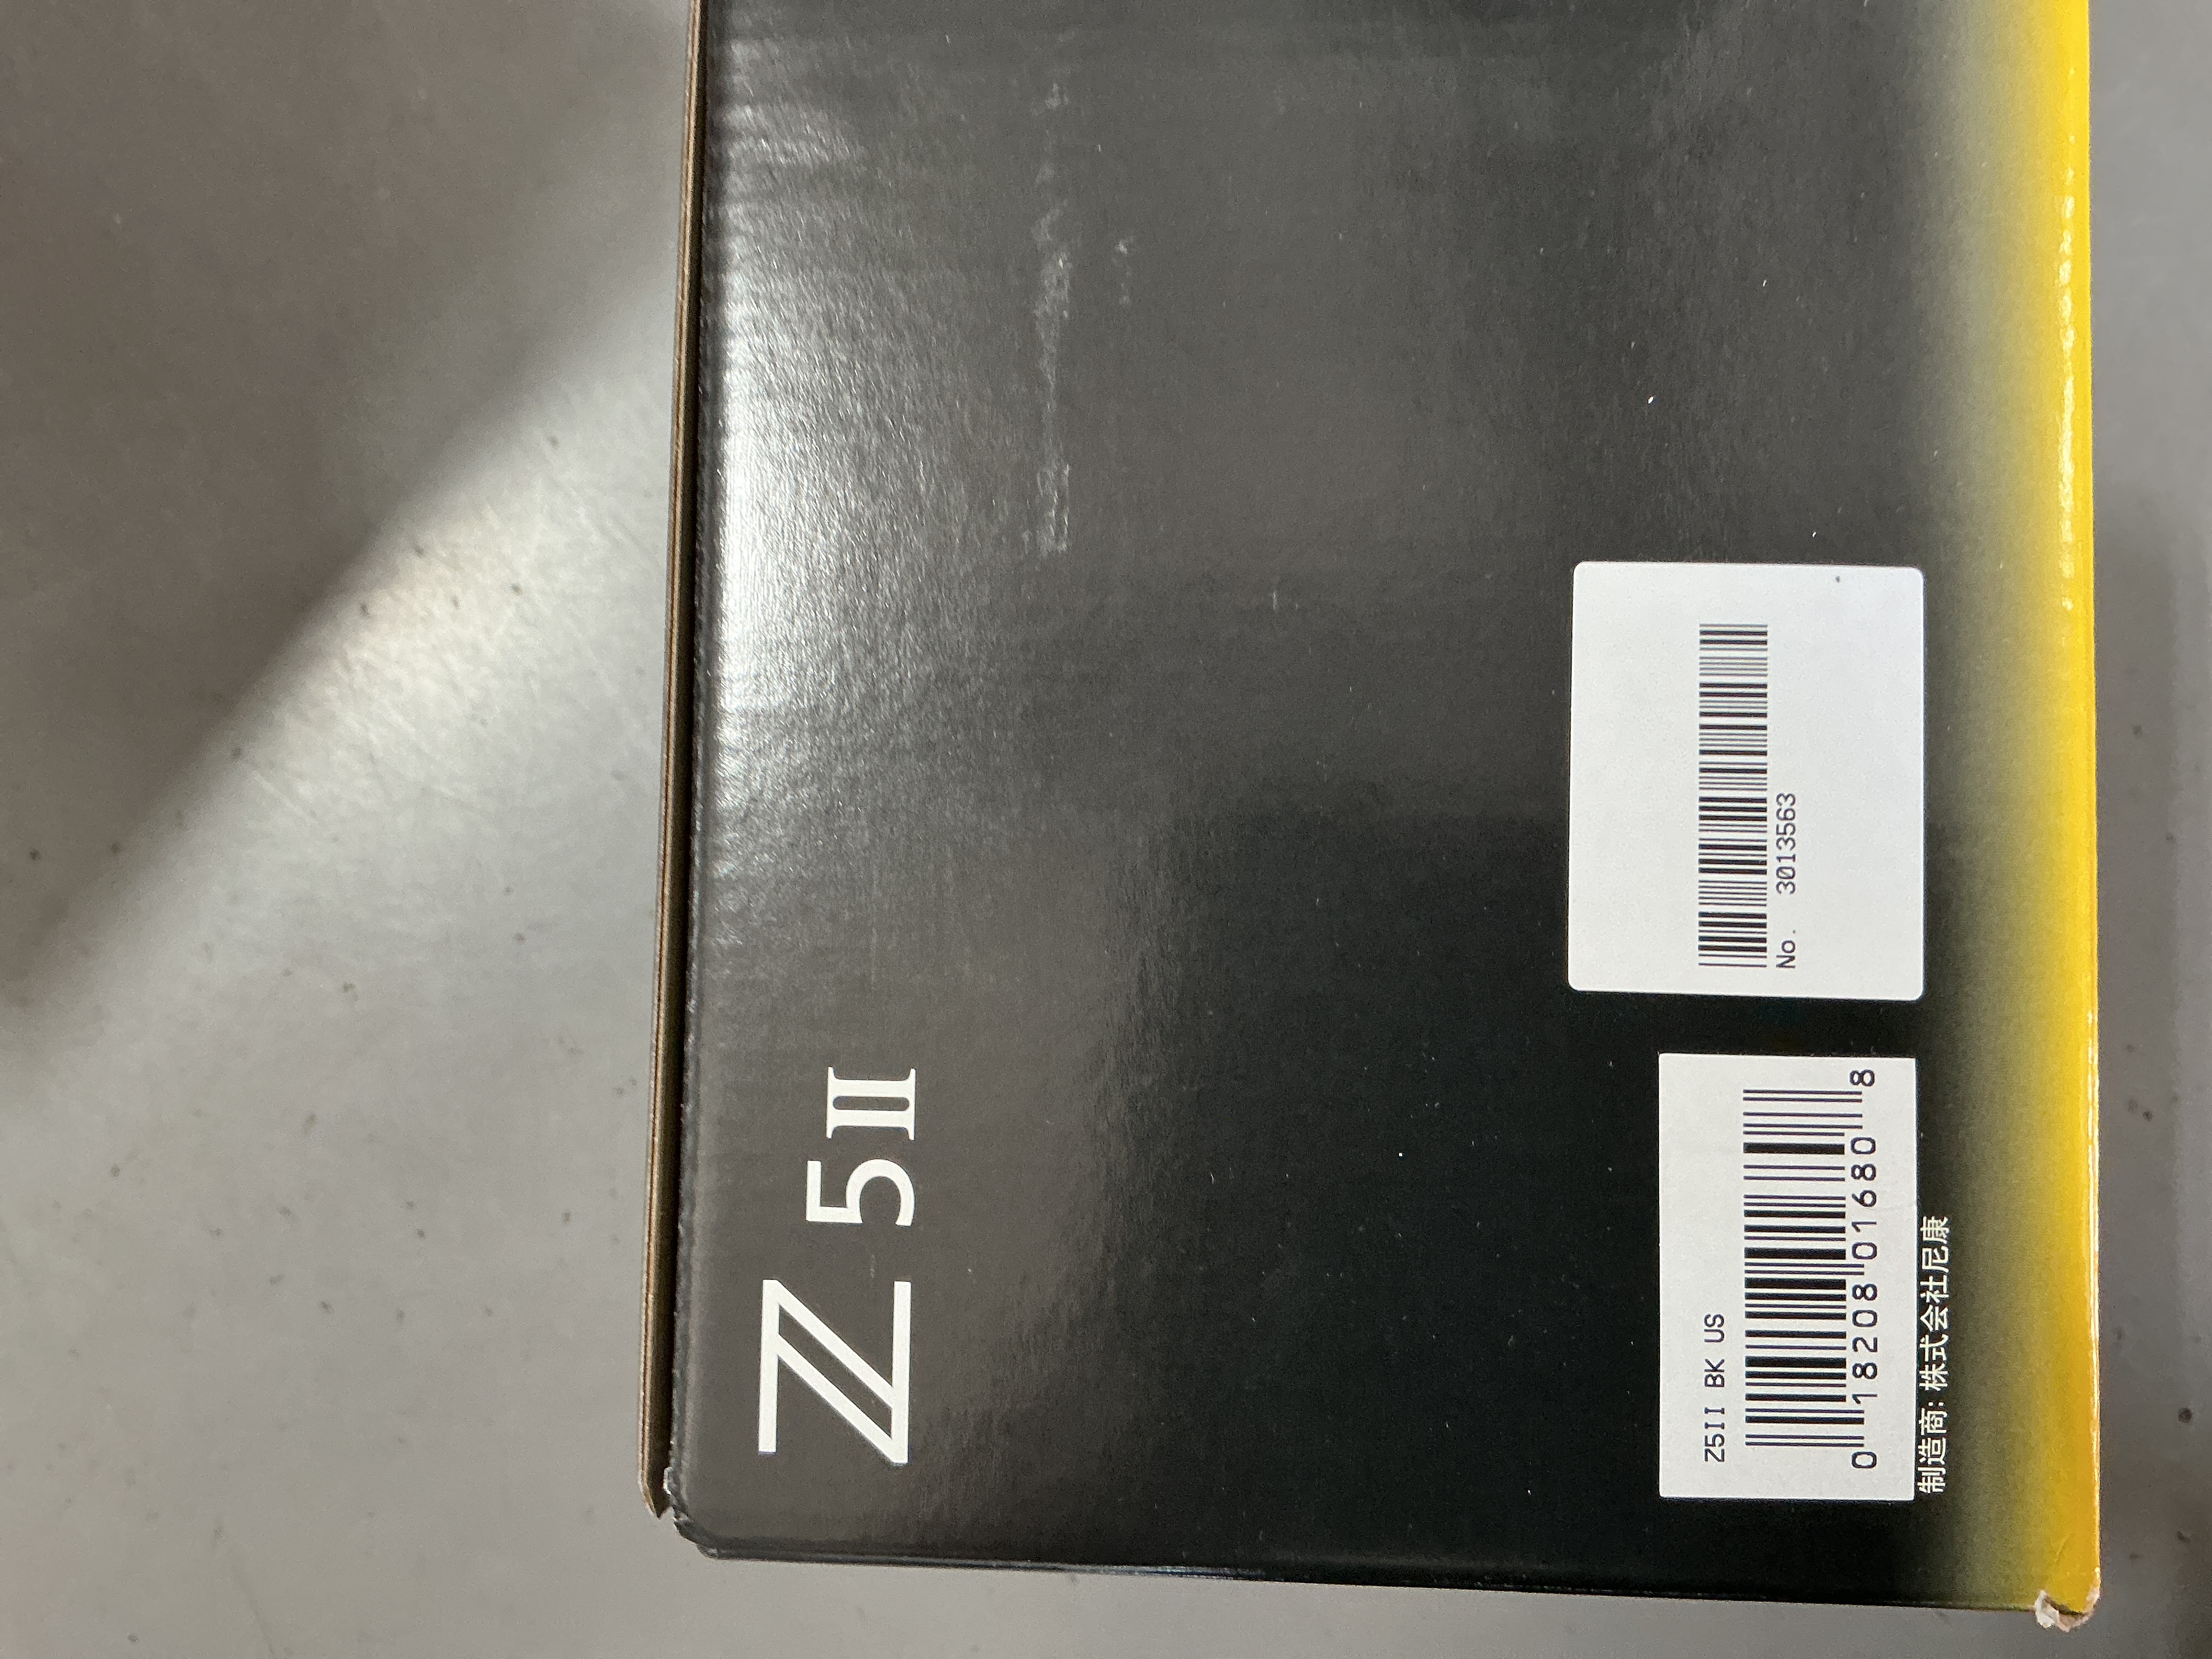 Z 5II
No. 3013563
Z5II BK US
0 18208 01680 8
制造商: 株式会社尼康